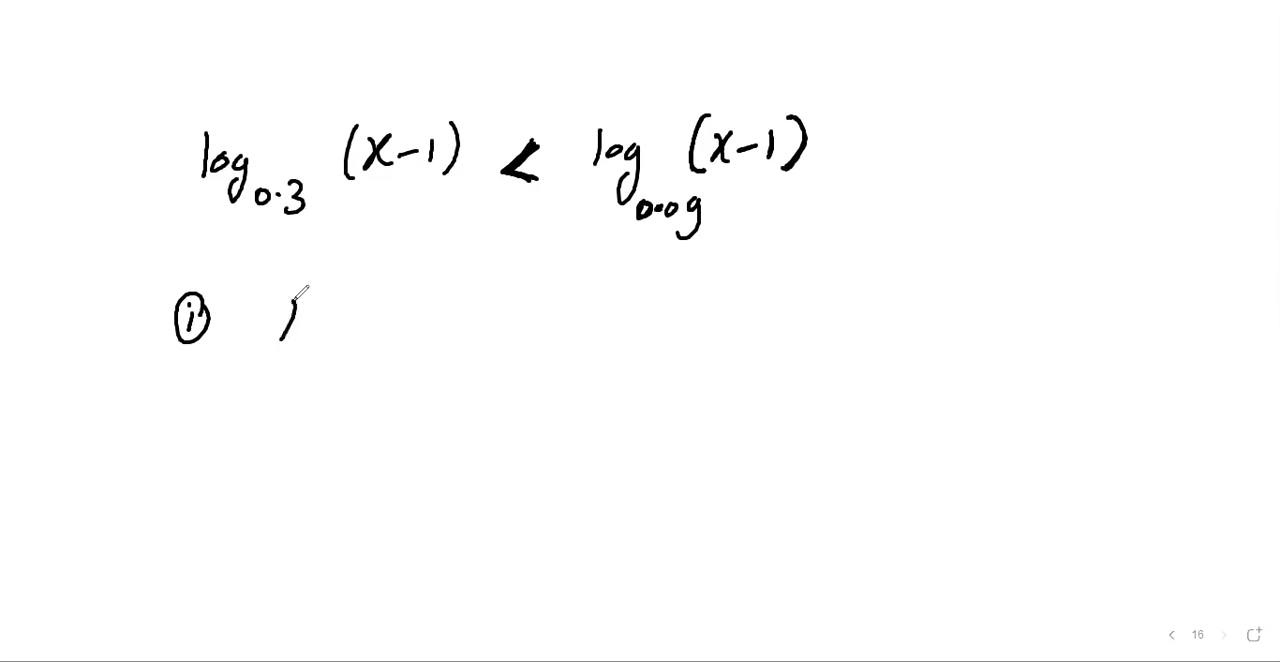 log0.3 (x-1) < log0.09 (x-1)
(i)
16